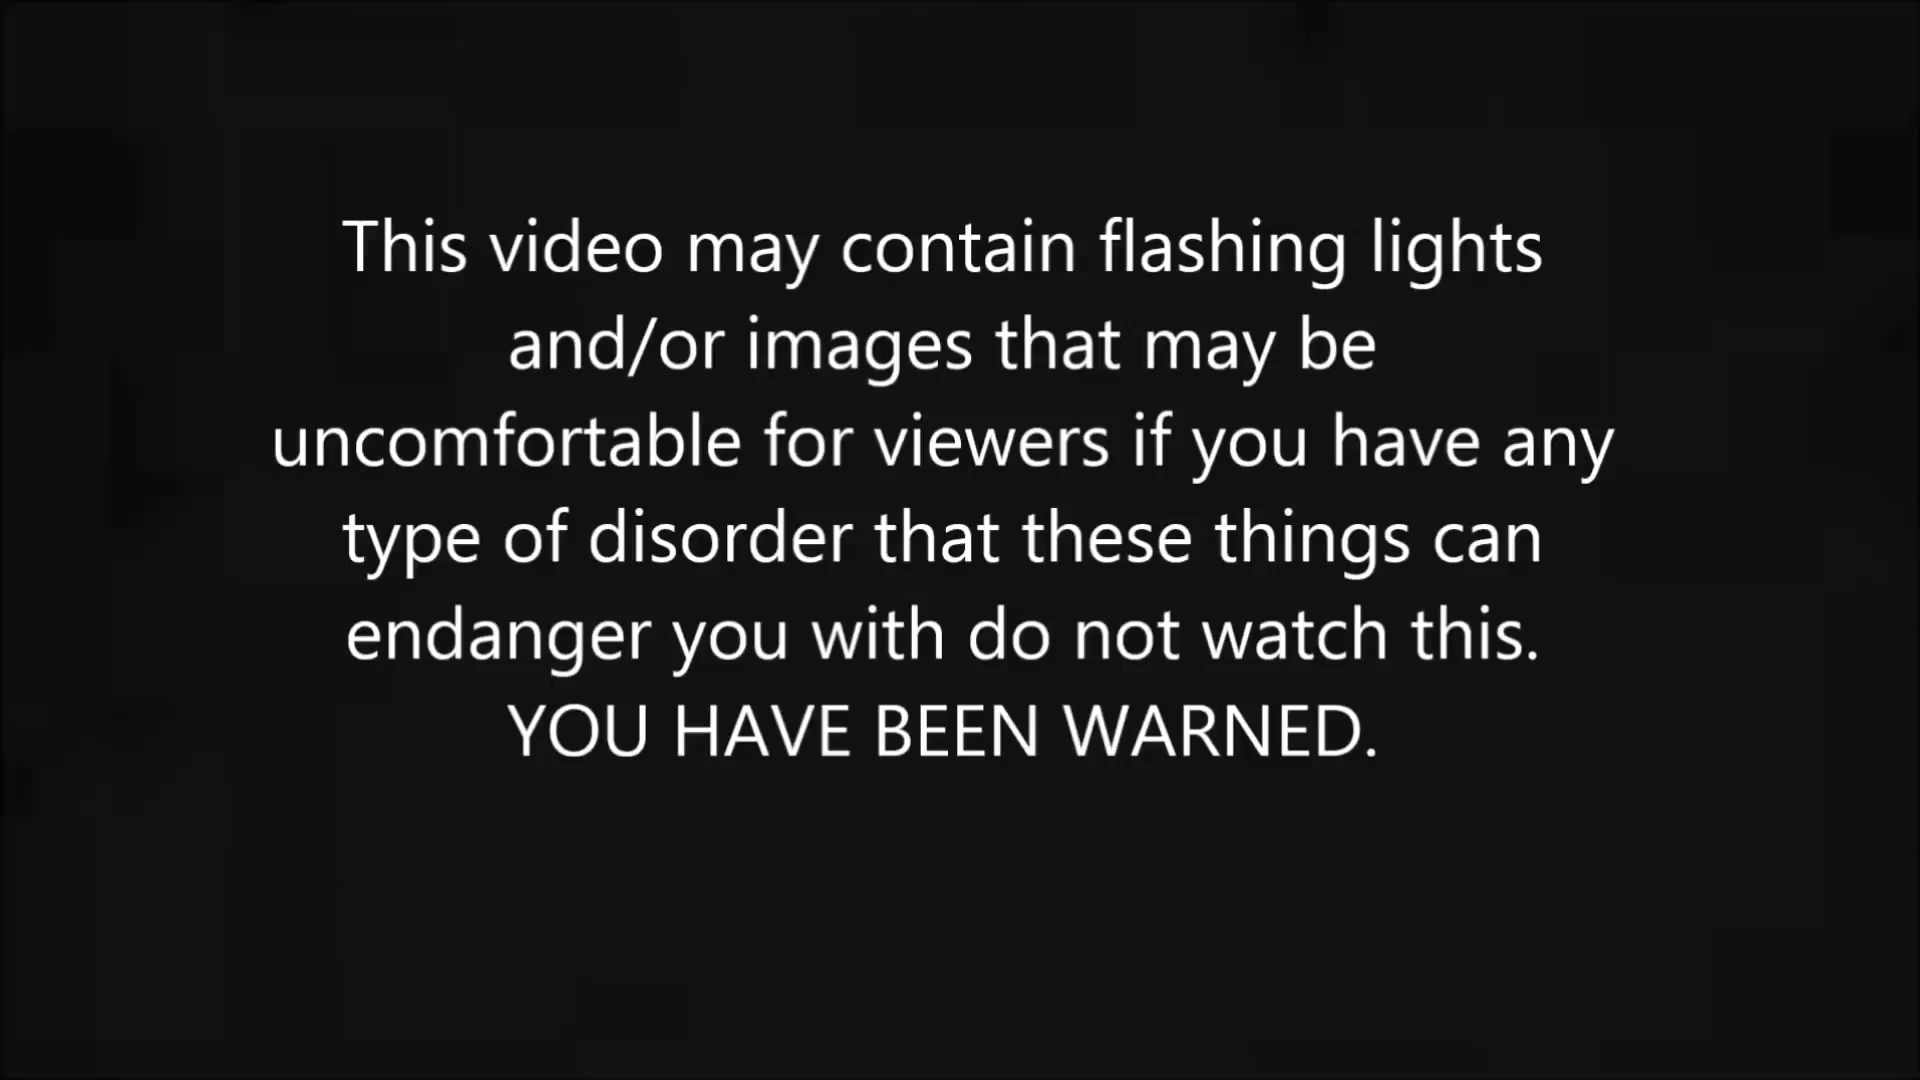 This video may contain flashing lights
and/or images that may be
uncomfortable for viewers if you have any
type of disorder that these things can
endanger you with do not watch this.
YOU HAVE BEEN WARNED.